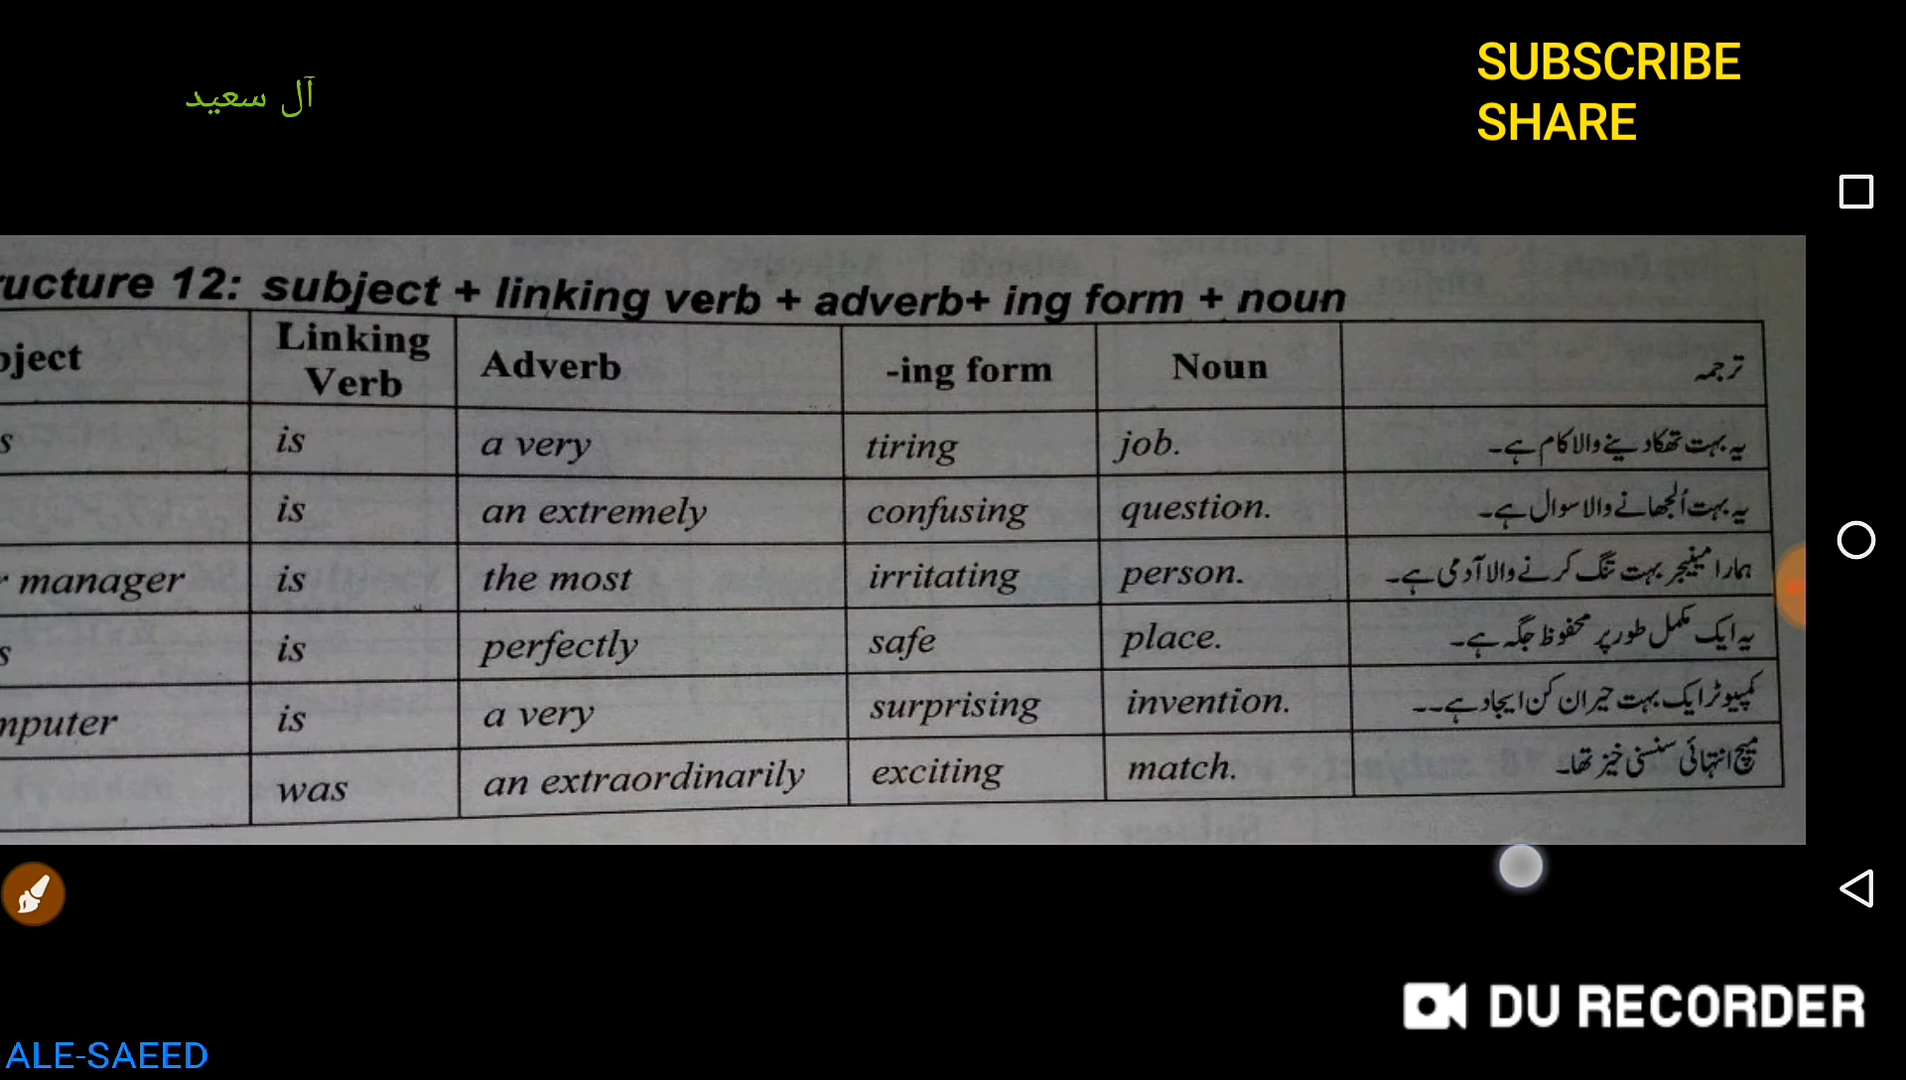 آل سعید
SUBSCRIBE
SHARE
ructure 12: subject + linking verb + adverb+ ing form + noun
bject Linking Verb Adverb -ing form Noun ترجمہ
s is a very tiring job. یہ بہت تھکا دینے والا کام ہے۔
is an extremely confusing question. یہ بہت اُلجھانے والا سوال ہے۔
r manager is the most irritating person. ہمارا مینیجر بہت تنگ کرنے والا آدمی ہے۔
s is perfectly safe place. یہ ایک مکمل طور پر محفوظ جگہ ہے۔
mputer is a very surprising invention. کمپیوٹر ایک بہت حیران کن ایجاد ہے۔۔
was an extraordinarily exciting match. میچ انتہائی سنسنی خیز تھا۔
DU RECORDER
ALE-SAEED